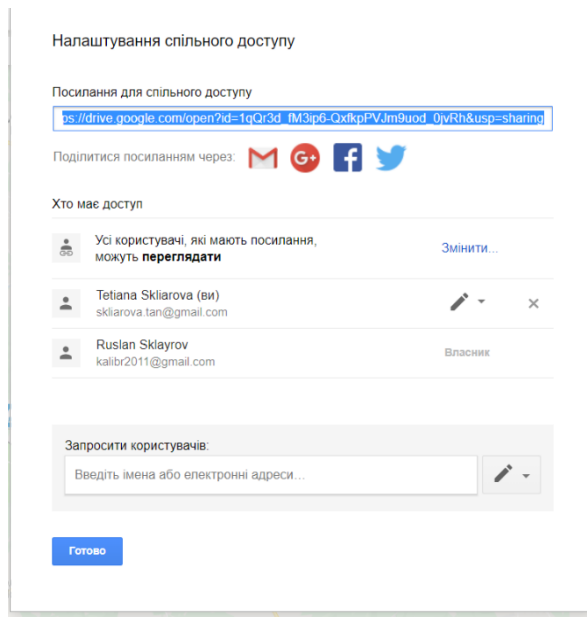 Налаштування спільного доступу
Посилання для спільного доступу
ps://drive.google.com/open?id=1qQr3d_fM3ip6-QxfkpPVJm9uod_0jvRh&usp=sharing
Поділитися посиланням через:
Хто має доступ
Усі користувачі, які мають посилання,
можуть переглядати
Змінити...
Tetiana Skliarova (ви)
skliarova.tan@gmail.com
Ruslan Sklayrov
kalibr2011@gmail.com
Власник
Запросити користувачів:
Введіть імена або електронні адреси...
Готово